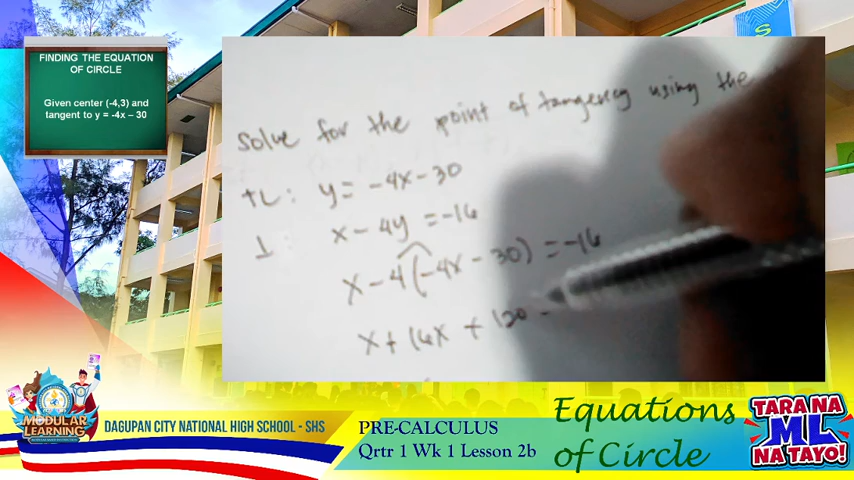 FINDING THE EQUATION
OF CIRCLE
Given center (-4,3) and
tangent to y = -4x – 30
S
solve for the point of tangency using the
TL: y = -4x - 30
⊥: x - 4y = -16
x - 4(-4x - 30) = -16
x + 16x + 120 =
MODULAR
LEARNING
DAGUPAN CITY NATIONAL HIGH SCHOOL - SHS
PRE-CALCULUS
Qrtr 1 Wk 1 Lesson 2b
Equations
of Circle
TARA NA
ML
NA TAYO!